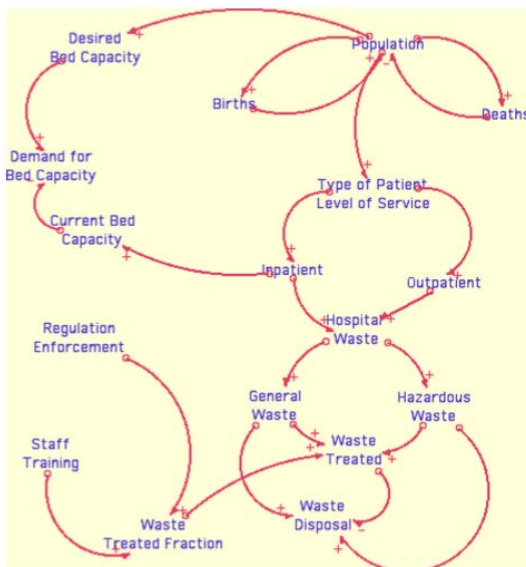 Desired
Bed Capacity
Population
Births
Deaths
Demand for
Bed Capacity
Type of Patient
Level of Service
Current Bed
Capacity
Inpatient
Outpatient
Hospital
Waste
Regulation
Enforcement
General
Waste
Hazardous
Waste
Staff
Training
Waste
Treated
Waste
Disposal
Waste
Treated Fraction